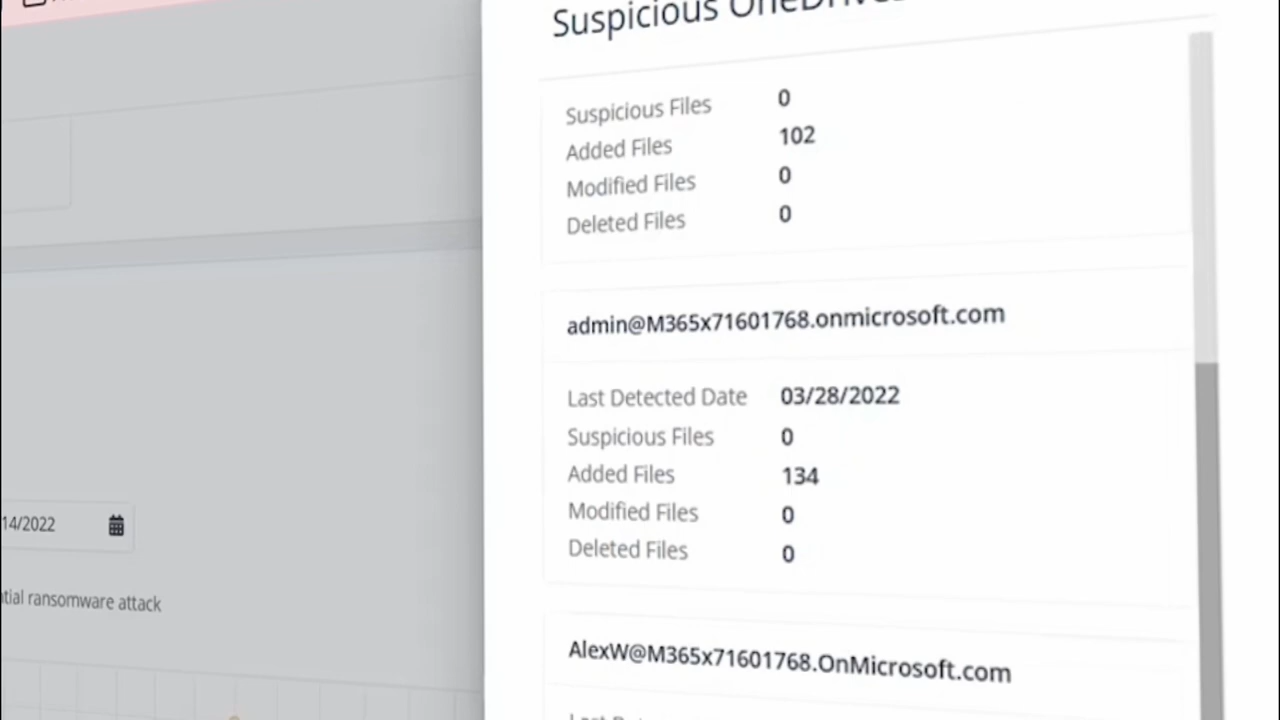 Suspicious OneDrive
Suspicious Files 0
Added Files 102
Modified Files 0
Deleted Files 0
admin@M365x71601768.onmicrosoft.com
Last Detected Date 03/28/2022
Suspicious Files 0
Added Files 134
Modified Files 0
Deleted Files 0
14/2022
ransomware attack
AlexW@M365x71601768.OnMicrosoft.com